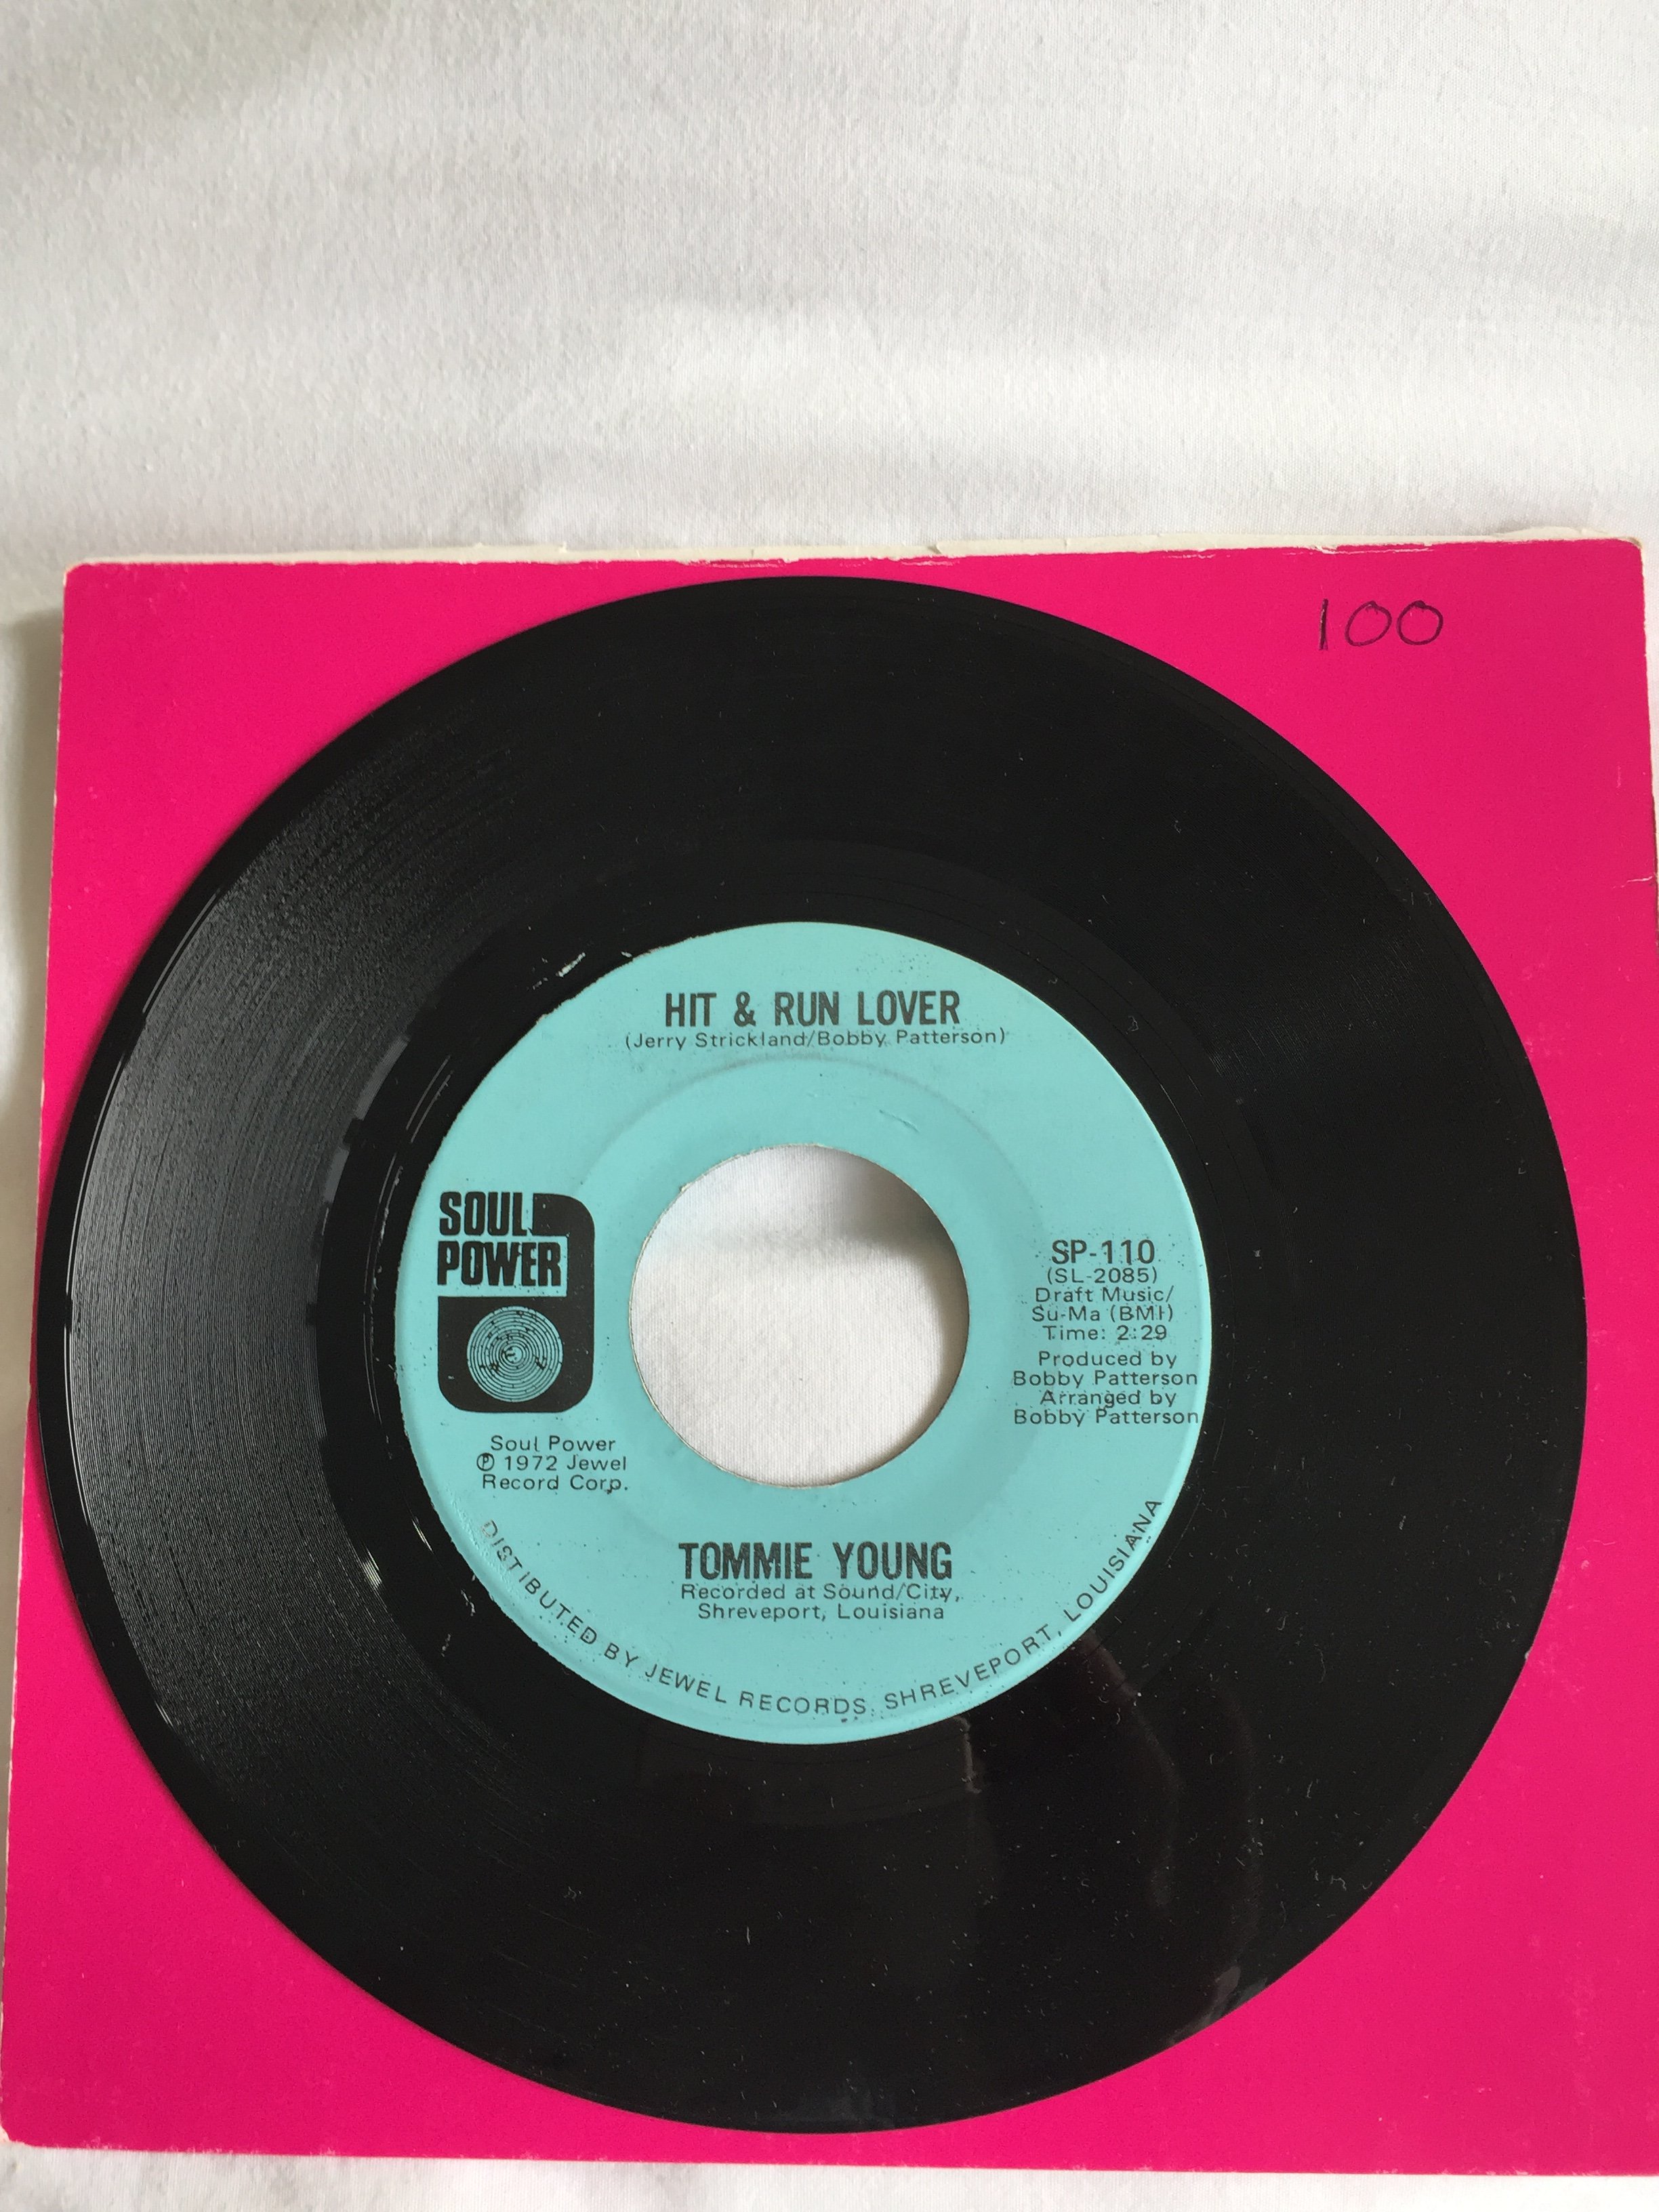 100
HIT & RUN LOVER
(Jerry Strickland/Bobby Patterson)
SOUL
POWER
SP-110
(SL-2085)
Draft Music/
Su-Ma (BMI)
Time: 2:29
Produced by
Bobby Patterson
Arranged by
Bobby Patterson
Soul Power
℗ 1972 Jewel
Record Corp.
TOMMIE YOUNG
Recorded at Sound/City,
Shreveport, Louisiana
DISTIBUTED BY JEWEL RECORDS, SHREVEPORT, LOUISIANA